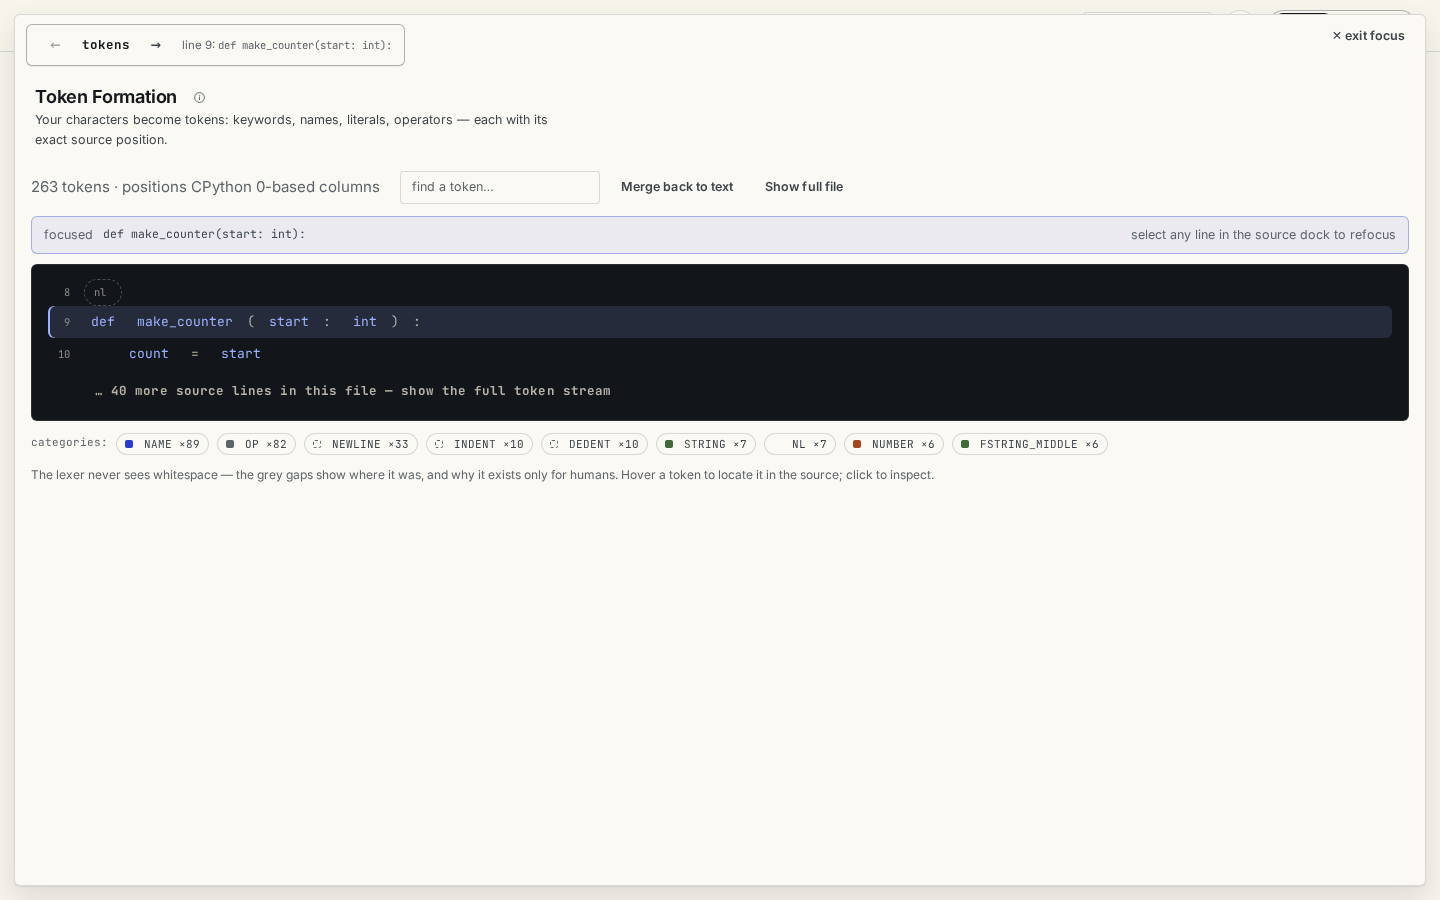 ← tokens → line 9: def make_counter(start: int):
✕ exit focus
Token Formation ⓘ
Your characters become tokens: keywords, names, literals, operators — each with its
exact source position.
263 tokens · positions CPython 0-based columns
find a token…
Merge back to text
Show full file
focused def make_counter(start: int):
select any line in the source dock to refocus
8 nl
9 def make_counter ( start : int ) :
10 count = start
… 40 more source lines in this file — show the full token stream
categories: NAME ×89 OP ×82 NEWLINE ×33 INDENT ×10 DEDENT ×10 STRING ×7 NL ×7 NUMBER ×6 FSTRING_MIDDLE ×6
The lexer never sees whitespace — the grey gaps show where it was, and why it exists only for humans. Hover a token to locate it in the source; click to inspect.